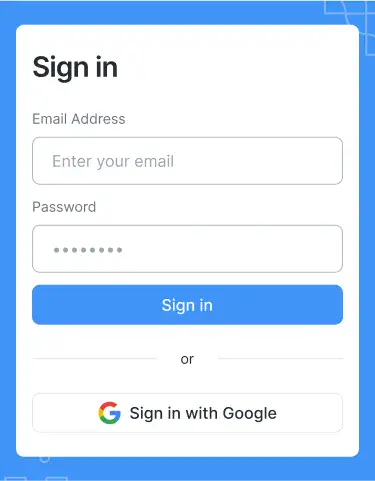 Sign in
Email Address
Enter your email
Password
••••••••
Sign in
or
Sign in with Google